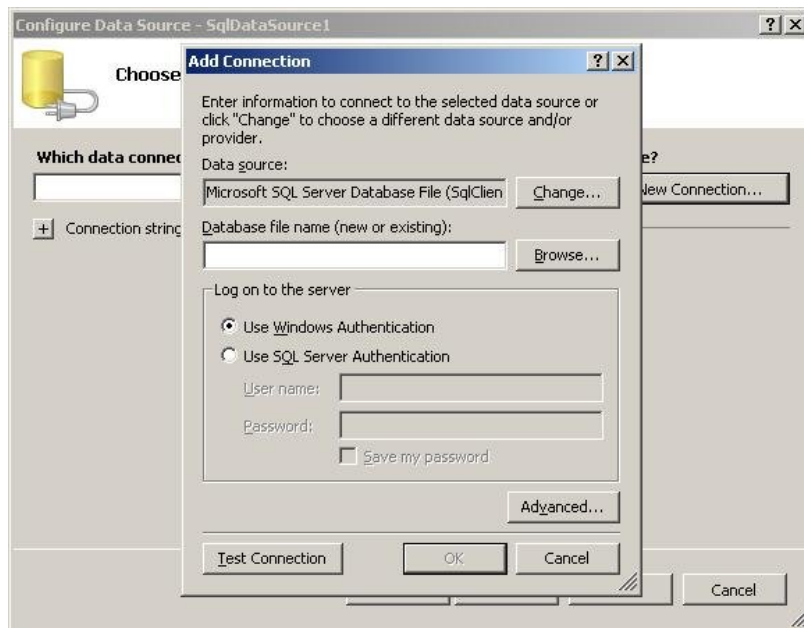 Configure Data Source - SqlDataSource1
Choose
Which data connec
e?
New Connection...
+ Connection string
Add Connection
Enter information to connect to the selected data source or
click "Change" to choose a different data source and/or
provider.
Data source:
Microsoft SQL Server Database File (SqlClien
Change...
Database file name (new or existing):
Browse...
Log on to the server
Use Windows Authentication
Use SQL Server Authentication
User name:
Password:
Save my password
Advanced...
Test Connection
OK
Cancel
Cancel